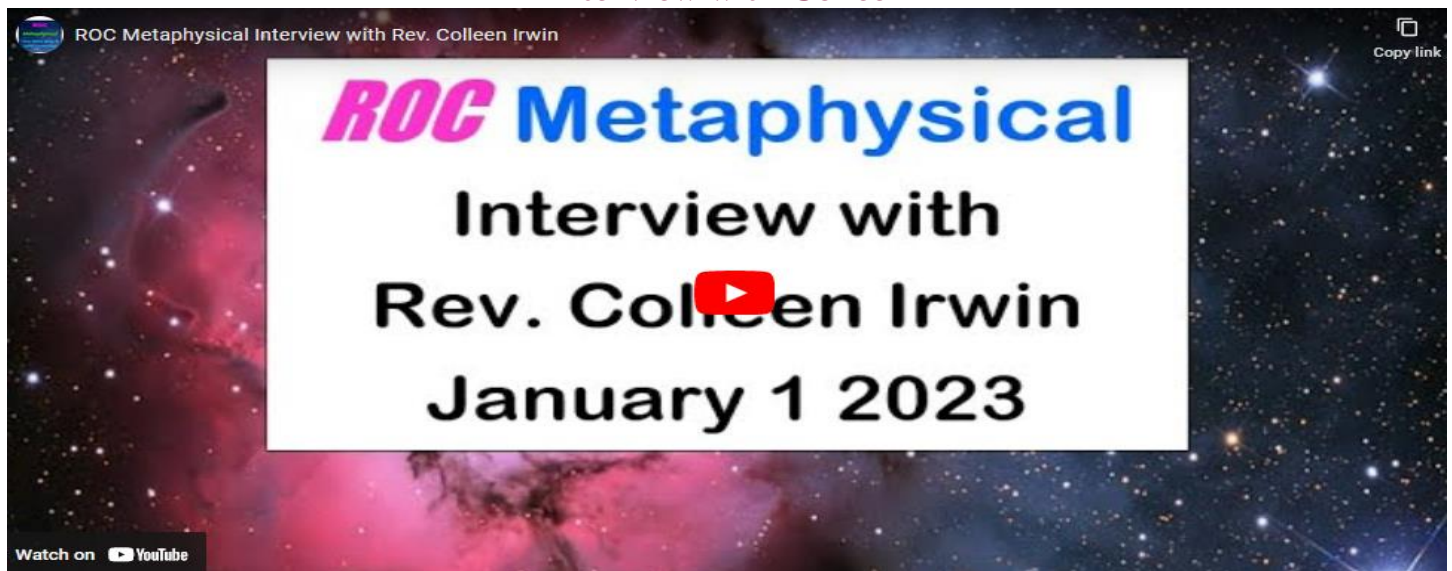 ROC Metaphysical Interview with Rev. Colleen Irwin
Copy link
ROC Metaphysical
Interview with
Rev. Colleen Irwin
January 1 2023
Watch on YouTube